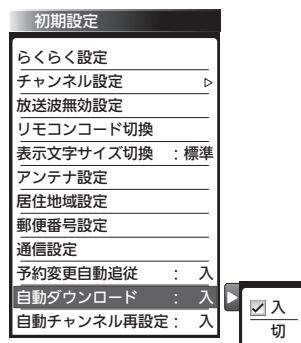 初期設定
らくらく設定
チャンネル設定 ▷
放送波無効設定
リモコンコード切換
表示文字サイズ切換 : 標準
アンテナ設定
居住地域設定
郵便番号設定
通信設定
予約変更自動追従 : 入
自動ダウンロード : 入
自動チャンネル再設定 : 入
入
切